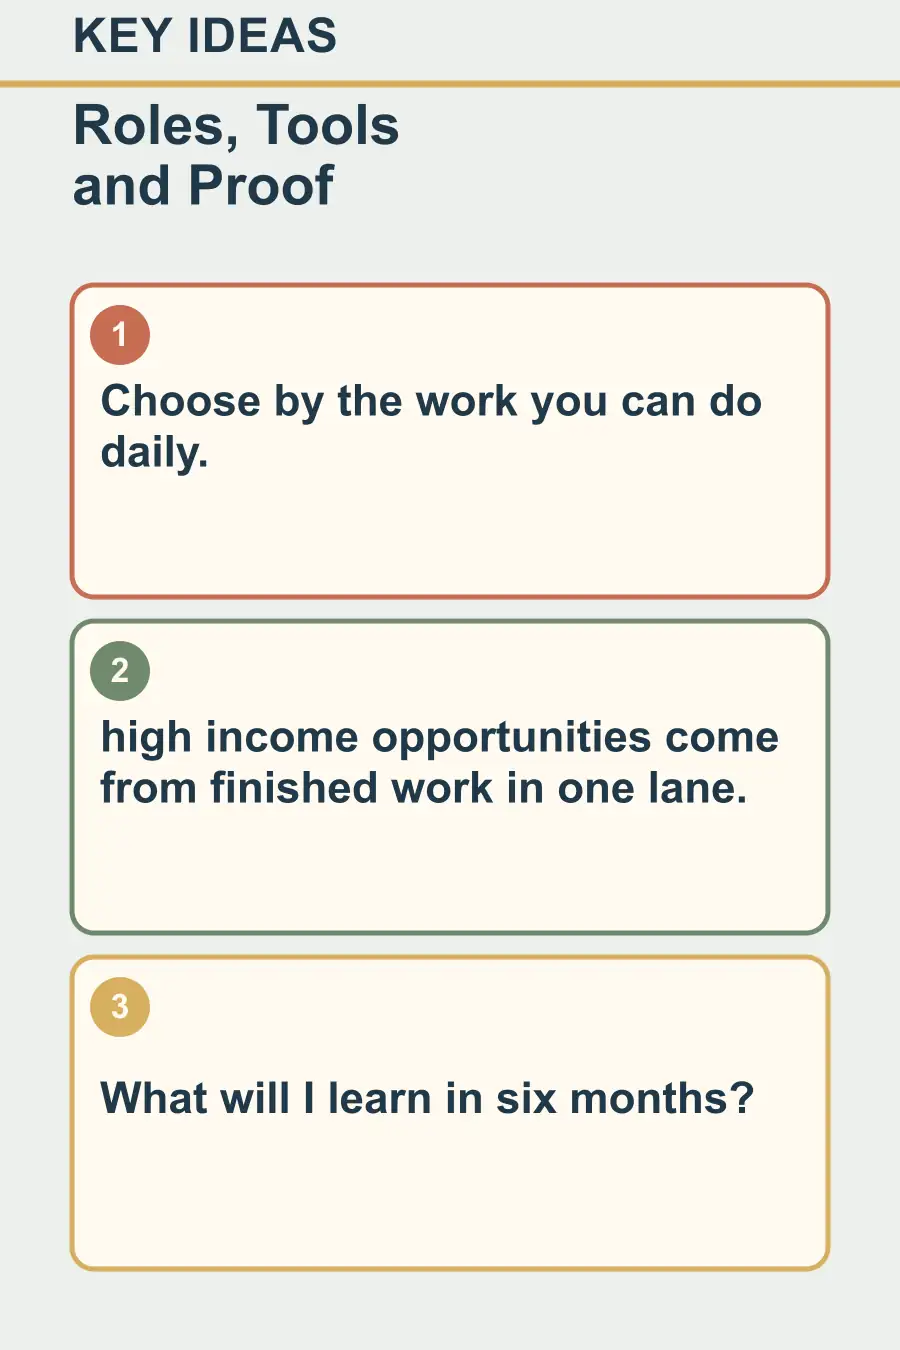 KEY IDEAS
Roles, Tools
and Proof
1
Choose by the work you can do
daily.
2
high income opportunities come
from finished work in one lane.
3
What will I learn in six months?